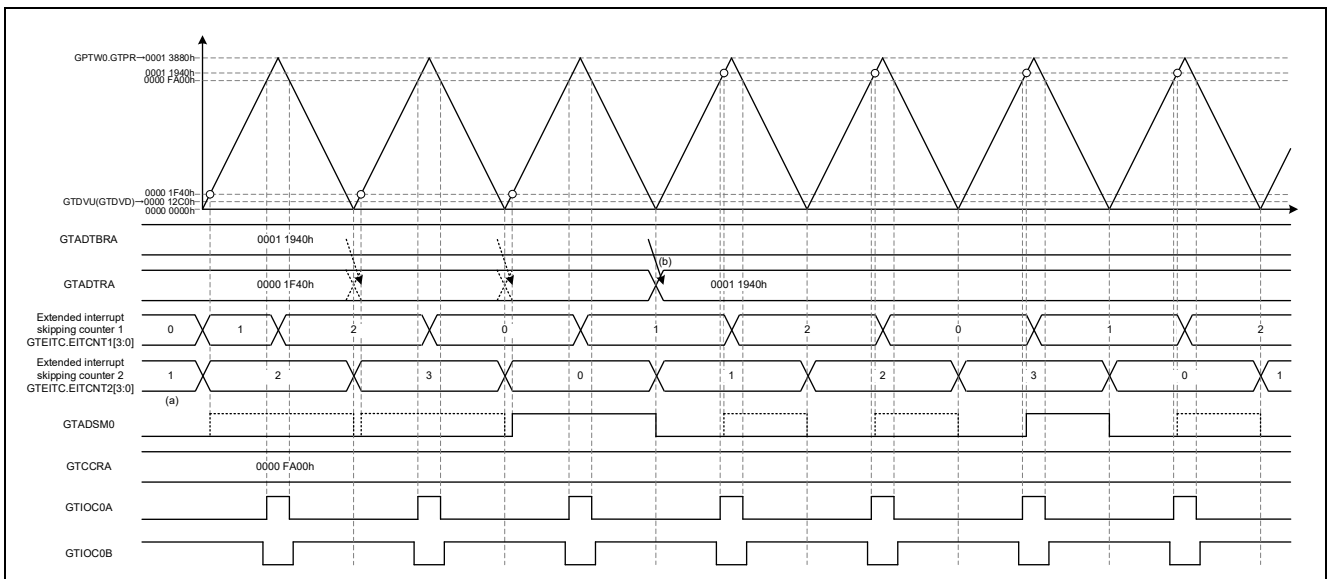 GPTW0.GTPR→0001 3880h
0001 1940h
0000 FA00h
0000 1F40h
GTDVU(GTDVD)→0000 12C0h
0000 0000h
GTADTBRA 0001 1940h
(b)
GTADTRA 0000 1F40h 0001 1940h
Extended interrupt
skipping counter 1
GTEITC.EITCNT1[3:0]
0 1 2 0 1 2 0 1 2
Extended interrupt
skipping counter 2
GTEITC.EITCNT2[3:0]
1 2 3 0 1 2 3 0 1
(a)
GTADSM0
GTCCRA 0000 FA00h
GTIOC0A
GTIOC0B